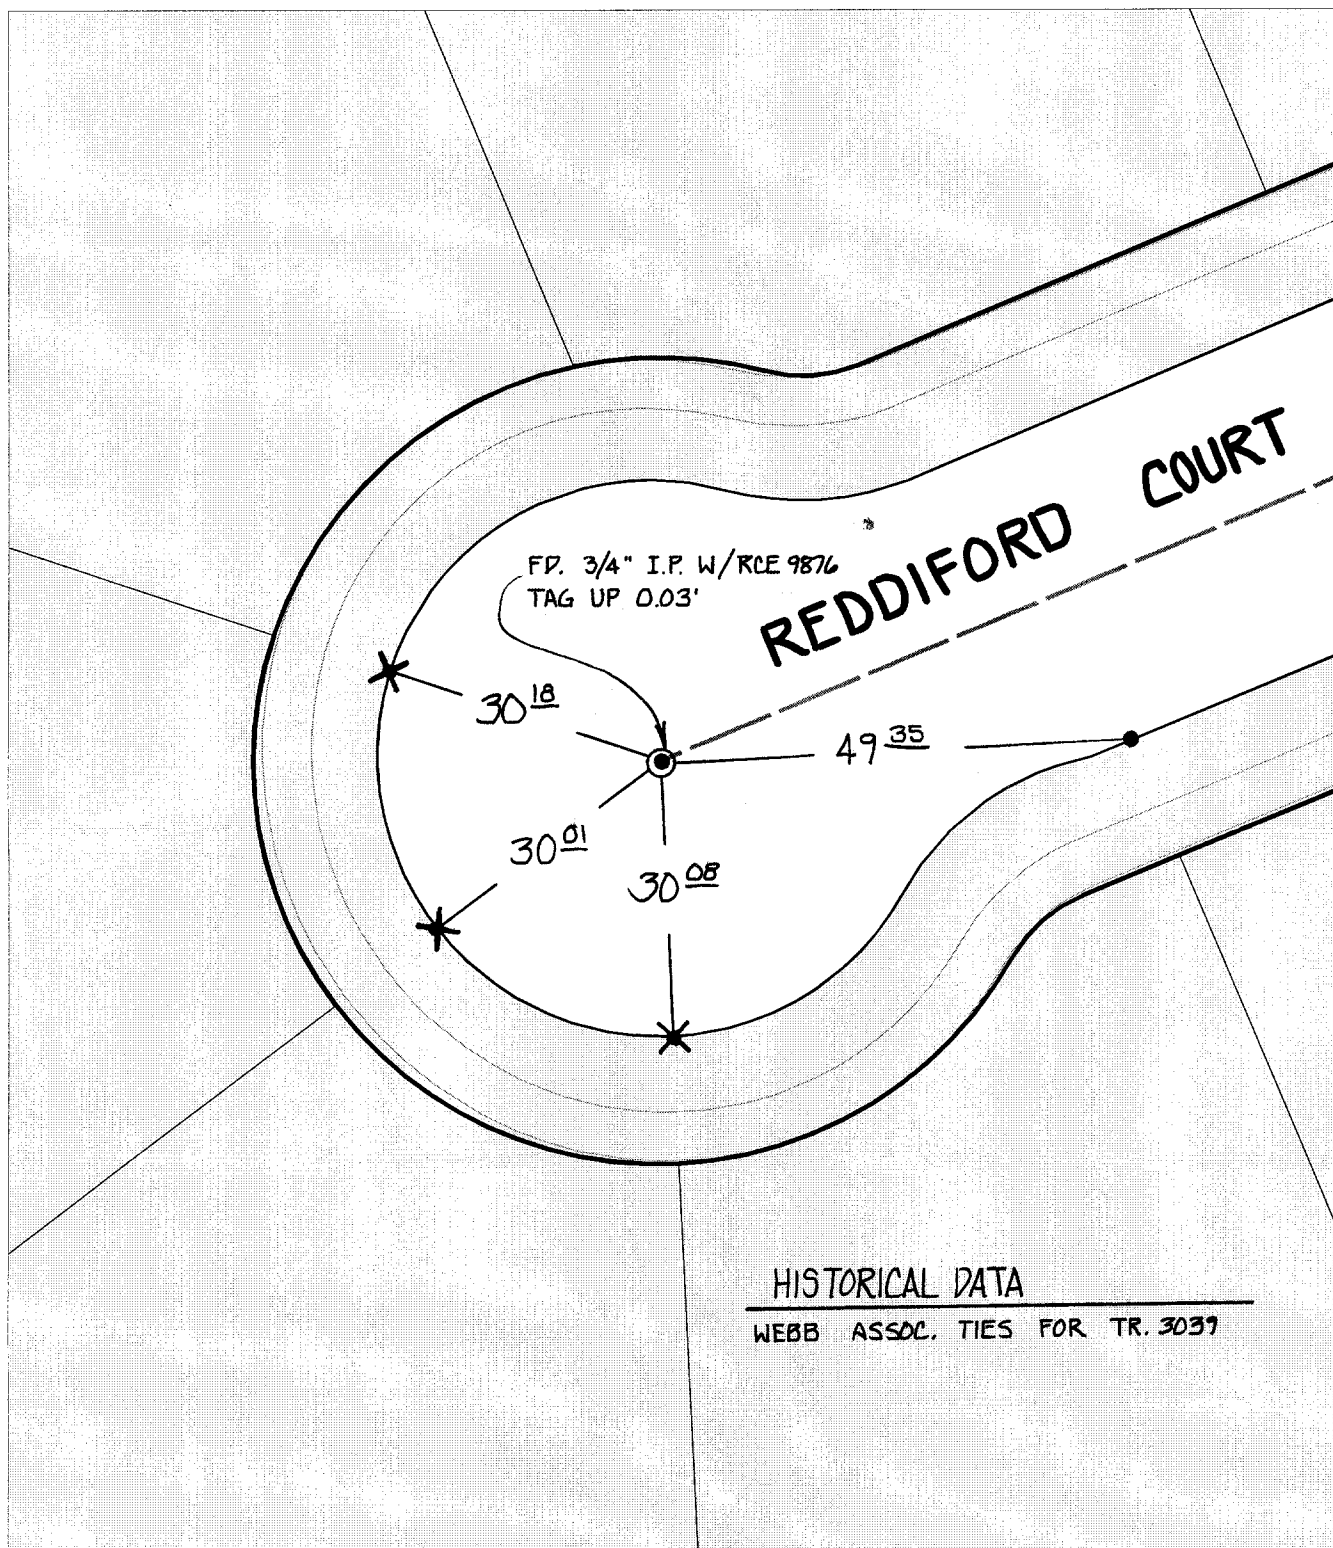 REDDIFORD COURT
FD. 3/4" I.P. W/RCE 9876
TAG UP 0.03'
30 18
49 35
30 01
30 08
HISTORICAL DATA
WEBB ASSOC. TIES FOR TR. 3039